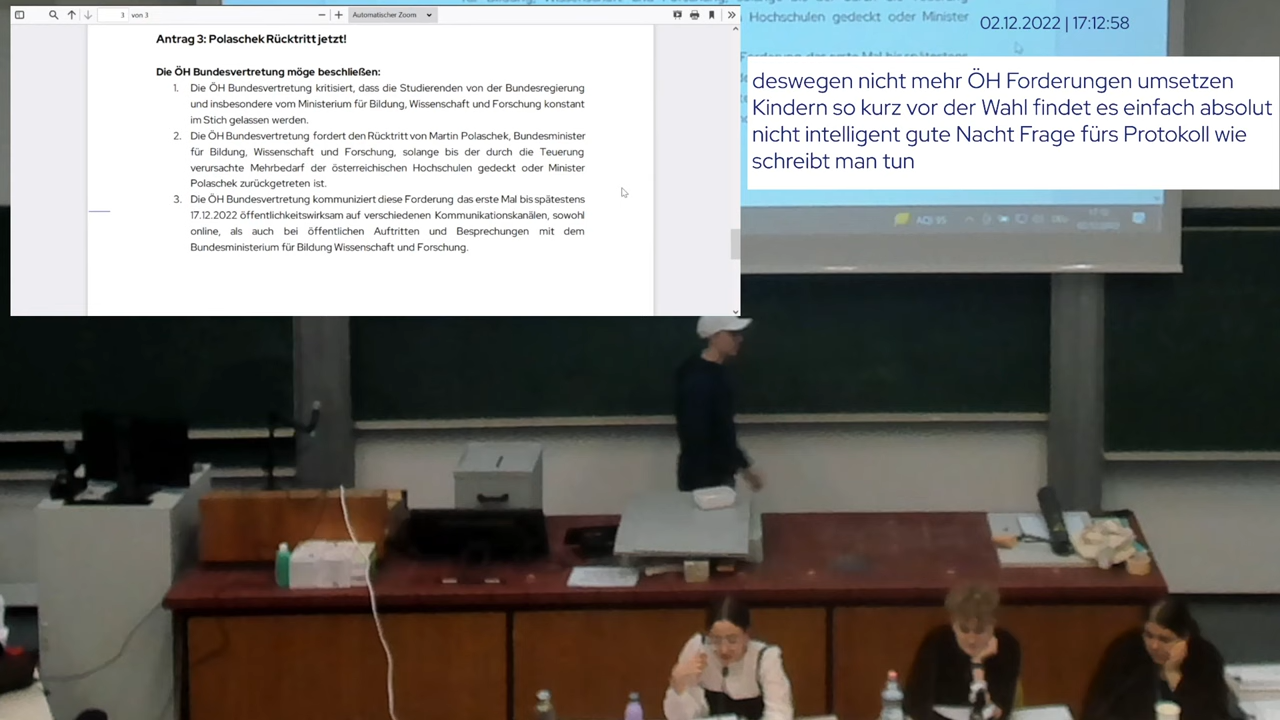 3 von 3
Automatischer Zoom
Antrag 3: Polaschek Rücktritt jetzt!
Die ÖH Bundesvertretung möge beschließen:
1. Die ÖH Bundesvertretung kritisiert, dass die Studierenden von der Bundesregierung
und insbesondere vom Ministerium für Bildung, Wissenschaft und Forschung konstant
im Stich gelassen werden.
2. Die ÖH Bundesvertretung fordert den Rücktritt von Martin Polaschek, Bundesminister
für Bildung, Wissenschaft und Forschung, solange bis der durch die Teuerung
verursachte Mehrbedarf der österreichischen Hochschulen gedeckt oder Minister
Polaschek zurückgetreten ist.
3. Die ÖH Bundesvertretung kommuniziert diese Forderung das erste Mal bis spätestens
17.12.2022 öffentlichkeitswirksam auf verschiedenen Kommunikationskanälen, sowohl
online, als auch bei öffentlichen Auftritten und Besprechungen mit dem
Bundesministerium für Bildung Wissenschaft und Forschung.
Hochschulen gedeckt oder Minister
02.12.2022 | 17:12:58
deswegen nicht mehr ÖH Forderungen umsetzen
Kindern so kurz vor der Wahl findet es einfach absolut
nicht intelligent gute Nacht Frage fürs Protokoll wie
schreibt man tun